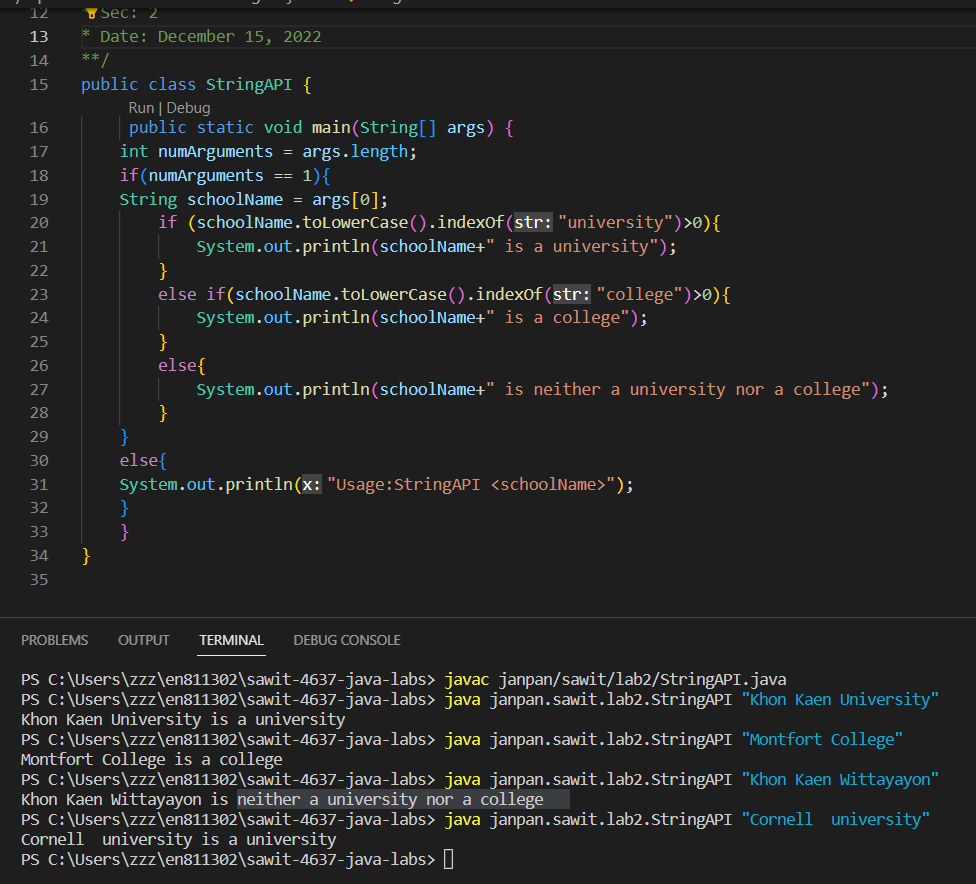 12 Sec: 2
13 * Date: December 15, 2022
14 **/
15 public class StringAPI {
Run | Debug
16 public static void main(String[] args) {
17 int numArguments = args.length;
18 if(numArguments == 1){
19 String schoolName = args[0];
20 if (schoolName.toLowerCase().indexOf(str: "university")>0){
21 System.out.println(schoolName+" is a university");
22 }
23 else if(schoolName.toLowerCase().indexOf(str: "college")>0){
24 System.out.println(schoolName+" is a college");
25 }
26 else{
27 System.out.println(schoolName+" is neither a university nor a college");
28 }
29 }
30 else{
31 System.out.println(x: "Usage:StringAPI <schoolName>");
32 }
33 }
34 }
35
PROBLEMS OUTPUT TERMINAL DEBUG CONSOLE
PS C:\Users\zzz\en811302\sawit-4637-java-labs> javac janpan/sawit/lab2/StringAPI.java
PS C:\Users\zzz\en811302\sawit-4637-java-labs> java janpan.sawit.lab2.StringAPI "Khon Kaen University"
Khon Kaen University is a university
PS C:\Users\zzz\en811302\sawit-4637-java-labs> java janpan.sawit.lab2.StringAPI "Montfort College"
Montfort College is a college
PS C:\Users\zzz\en811302\sawit-4637-java-labs> java janpan.sawit.lab2.StringAPI "Khon Kaen Wittayayon"
Khon Kaen Wittayayon is neither a university nor a college
PS C:\Users\zzz\en811302\sawit-4637-java-labs> java janpan.sawit.lab2.StringAPI "Cornell  university"
Cornell  university is a university
PS C:\Users\zzz\en811302\sawit-4637-java-labs>